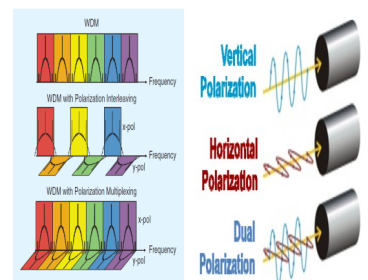 WDM
Frequency
WDM with Polarization Interleaving
x-pol
Frequency
y-pol
WDM with Polarization Multiplexing
x-pol
Frequency
y-pol
Vertical
Polarization
Horizontal
Polarization
Dual
Polarization